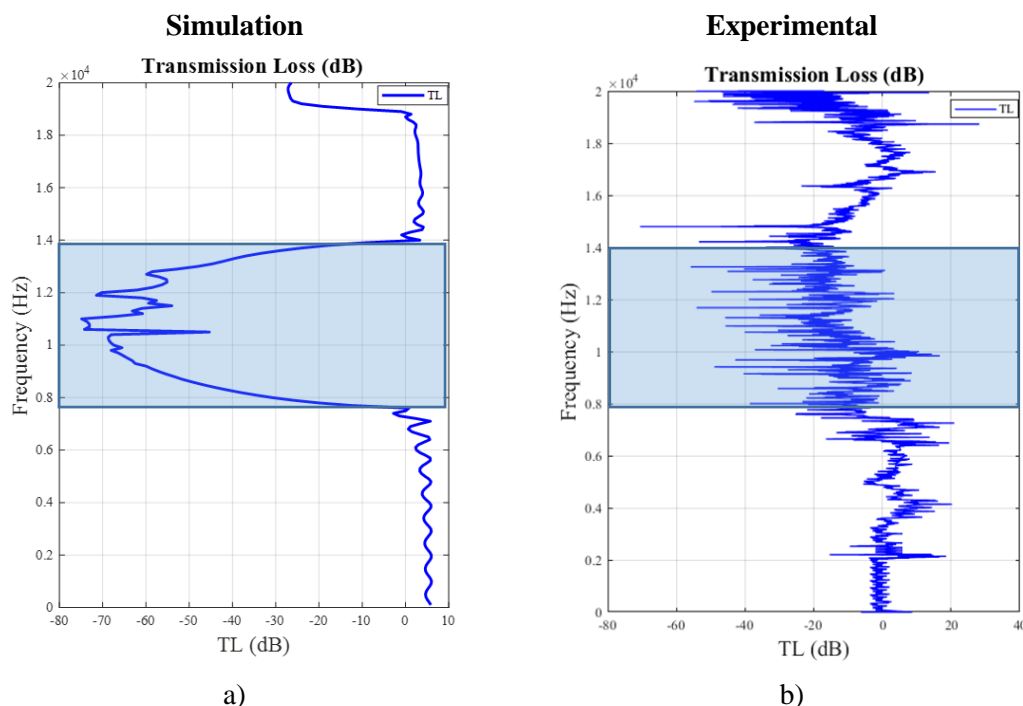 Simulation
Transmission Loss (dB)
×10⁴
TL
2
1.8
1.6
1.4
1.2
1
0.8
0.6
0.4
0.2
0
Frequency (Hz)
-80 -70 -60 -50 -40 -30 -20 -10 0 10
TL (dB)
a)
Experimental
Transmission Loss (dB)
×10⁴
TL
2
1.8
1.6
1.4
1.2
1
0.8
0.6
0.4
0.2
0
Frequency (Hz)
-80 -60 -40 -20 0 20 40
TL (dB)
b)